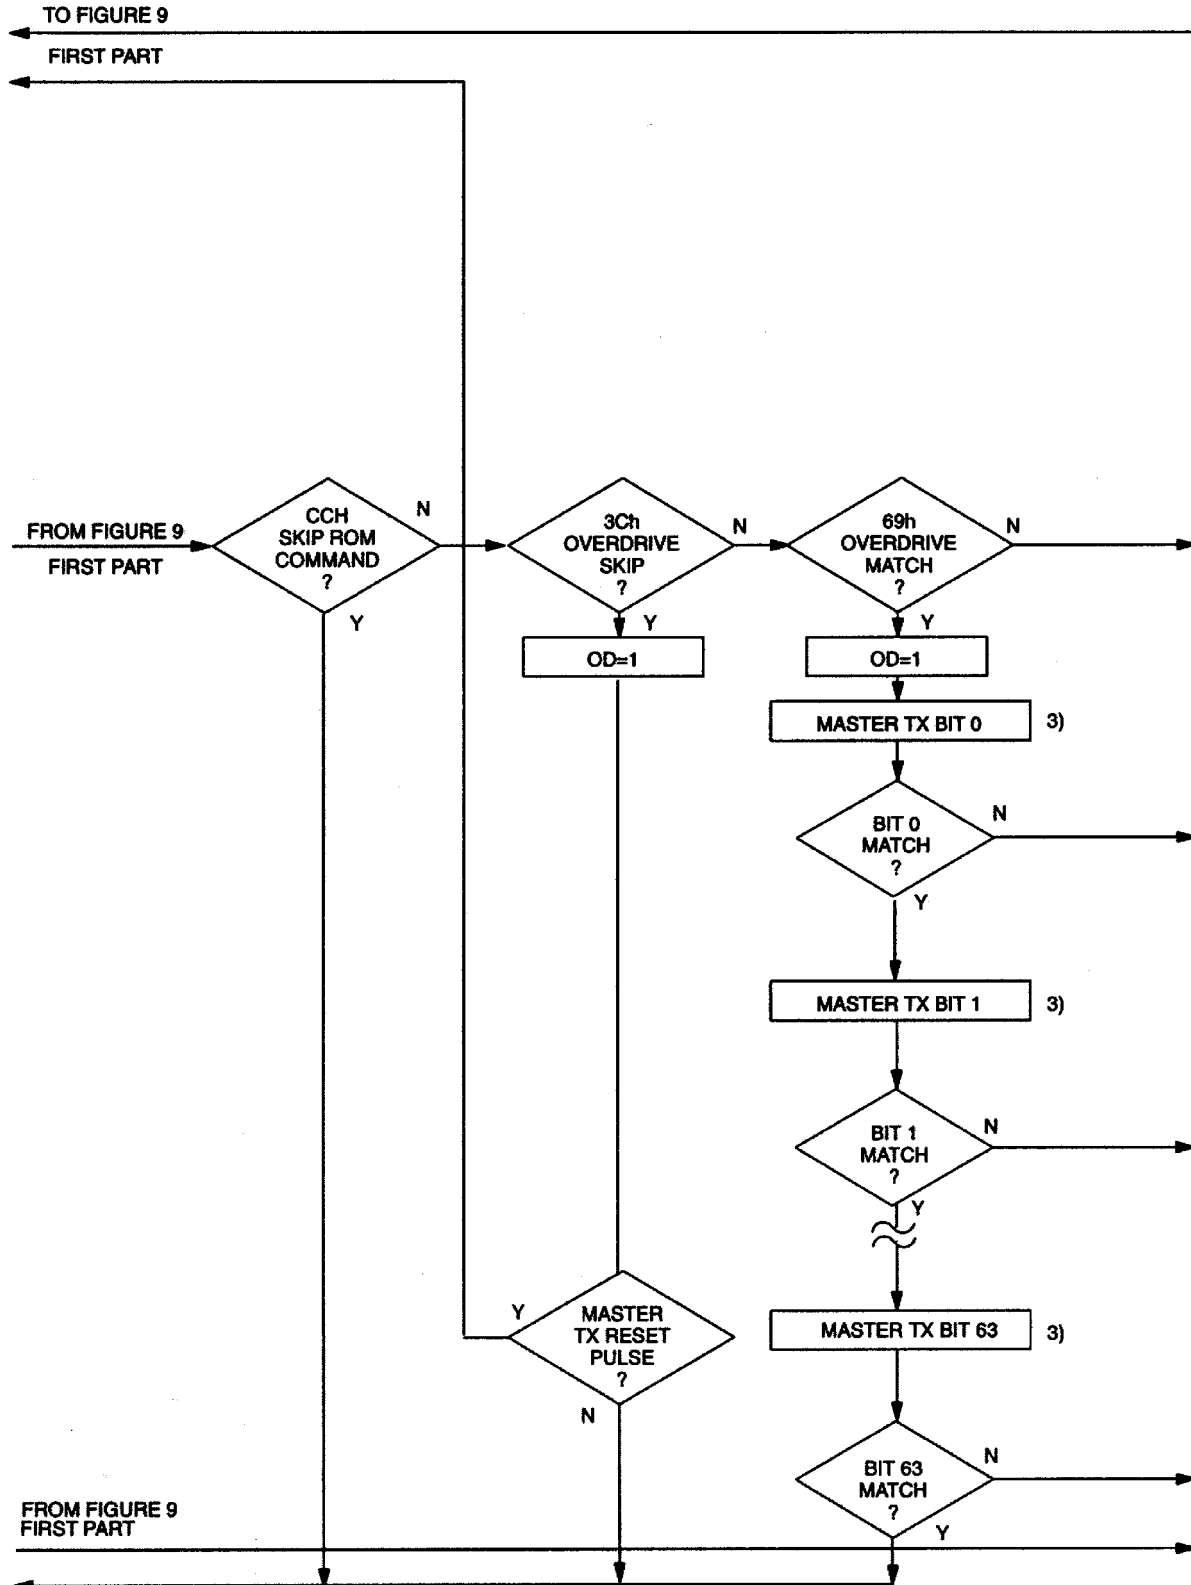 TO FIGURE 9
FIRST PART
FROM FIGURE 9
FIRST PART
CCH
SKIP ROM
COMMAND
?
N
Y
3Ch
OVERDRIVE
SKIP
?
N
Y
69h
OVERDRIVE
MATCH
?
N
Y
OD=1
OD=1
MASTER TX BIT 0
3)
BIT 0
MATCH
?
N
Y
MASTER TX BIT 1
3)
BIT 1
MATCH
?
N
Y
MASTER
TX RESET
PULSE
?
Y
N
MASTER TX BIT 63
3)
BIT 63
MATCH
?
N
Y
FROM FIGURE 9
FIRST PART